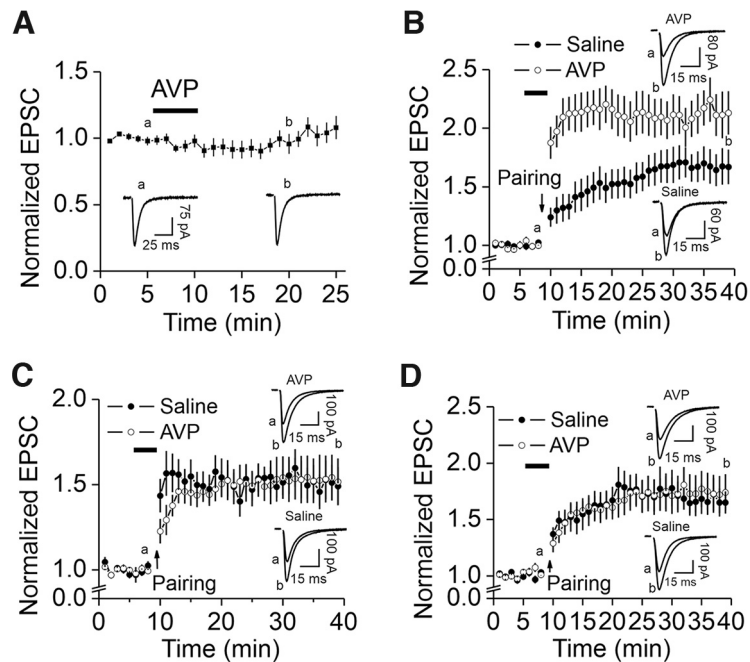 A
Normalized EPSC
1.5
1.0
0.5
0.0
AVP
a
b
a
75 pA
25 ms
b
0 5 10 15 20 25
Time (min)
B
Normalized EPSC
2.5
2.0
1.5
1.0
0.0
Saline
AVP
Pairing
a
b
AVP
a
b
80 pA
15 ms
Saline
a
b
60 pA
15 ms
0 5 10 15 20 25 30 35 40
Time (min)
C
Normalized EPSC
2.0
1.5
1.0
0.0
Saline
AVP
a
b
Pairing
AVP
a
b
100 pA
15 ms
Saline
a
b
100 pA
15 ms
0 10 20 30 40
Time (min)
D
Normalized EPSC
2.5
2.0
1.5
1.0
0.0
Saline
AVP
a
b
Pairing
AVP
a
b
100 pA
15 ms
Saline
a
b
100 pA
15 ms
0 5 10 15 20 25 30 35 40
Time (min)